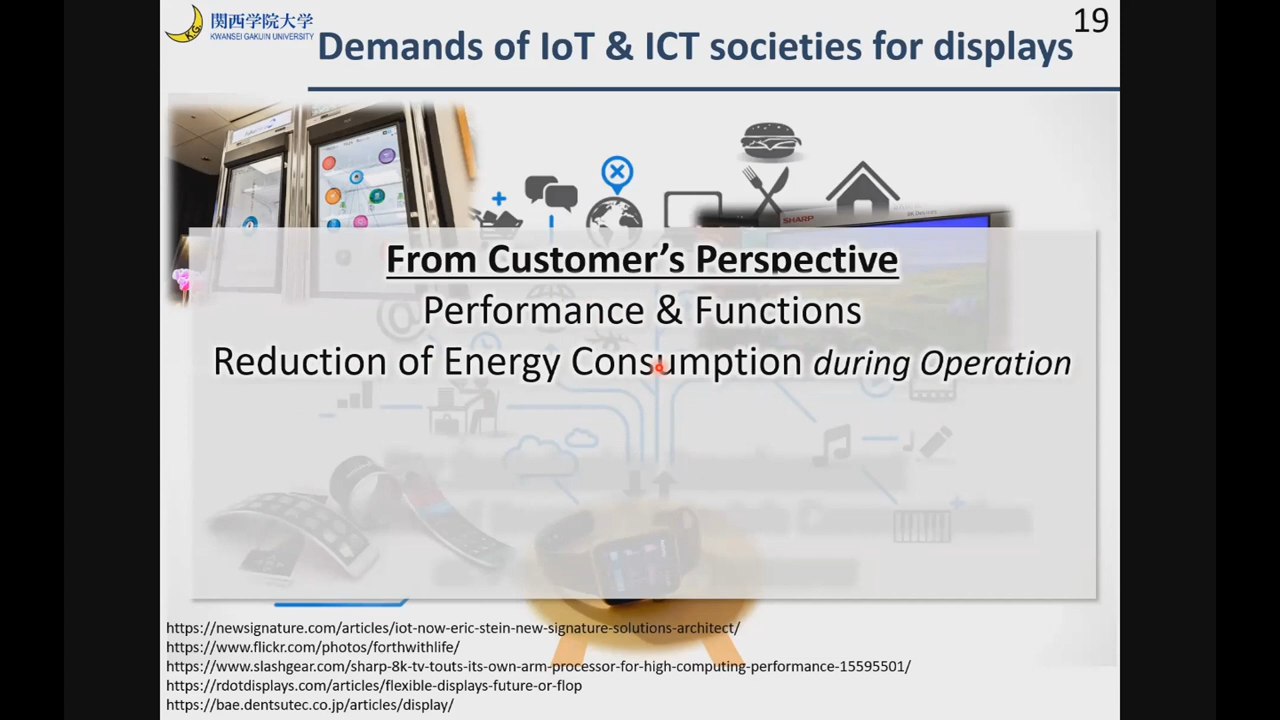 関西学院大学
KWANSEI GAKUIN UNIVERSITY
Demands of IoT & ICT societies for displays
19
SHARP
From Customer's Perspective
Performance & Functions
Reduction of Energy Consumption during Operation
https://newsignature.com/articles/iot-now-eric-stein-new-signature-solutions-architect/
https://www.flickr.com/photos/forthwithlife/
https://www.slashgear.com/sharp-8k-tv-touts-its-own-arm-processor-for-high-computing-performance-15595501/
https://rdotdisplays.com/articles/flexible-displays-future-or-flop
https://bae.dentsutec.co.jp/articles/display/